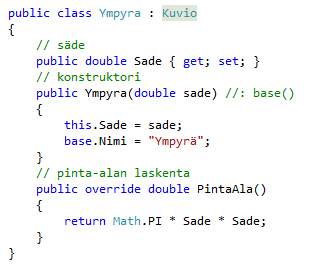 public class Ympyra : Kuvio
{
    // säde
    public double Sade { get; set; }
    // konstruktori
    public Ympyra(double sade) //: base()
    {
        this.Sade = sade;
        base.Nimi = "Ympyrä";
    }
    // pinta-alan laskenta
    public override double PintaAla()
    {
        return Math.PI * Sade * Sade;
    }
}